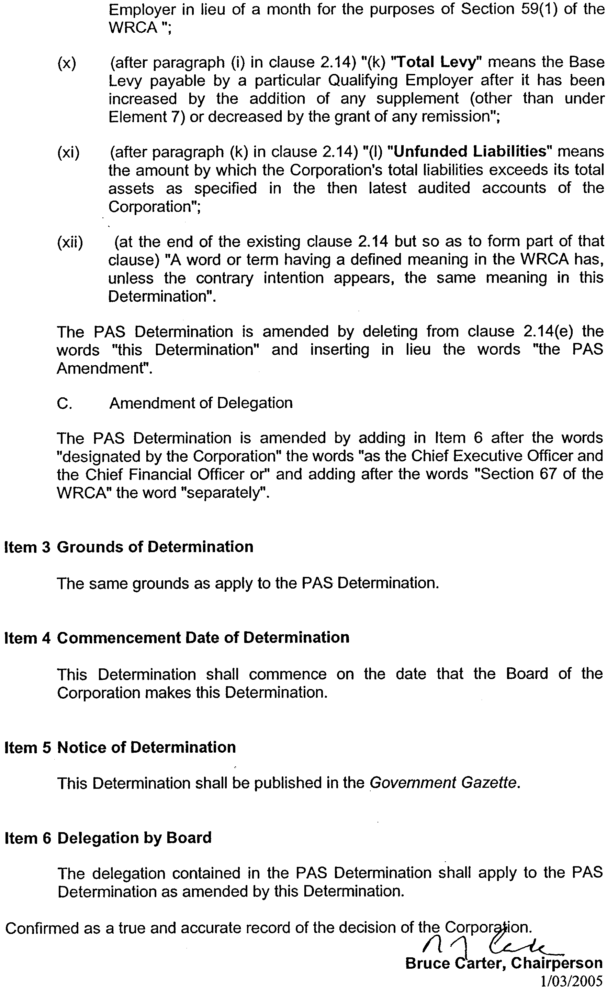 Employer in lieu of a month for the purposes of Section 59(1) of the
WRCA ";
(x) (after paragraph (i) in clause 2.14) "(k) "Total Levy" means the Base
Levy payable by a particular Qualifying Employer after it has been
increased by the addition of any supplement (other than under
Element 7) or decreased by the grant of any remission";
(xi) (after paragraph (k) in clause 2.14) "(l) "Unfunded Liabilities" means
the amount by which the Corporation's total liabilities exceeds its total
assets as specified in the then latest audited accounts of the
Corporation";
(xii) (at the end of the existing clause 2.14 but so as to form part of that
clause) "A word or term having a defined meaning in the WRCA has,
unless the contrary intention appears, the same meaning in this
Determination".
The PAS Determination is amended by deleting from clause 2.14(e) the
words "this Determination" and inserting in lieu the words "the PAS
Amendment".
C. Amendment of Delegation
The PAS Determination is amended by adding in Item 6 after the words
"designated by the Corporation" the words "as the Chief Executive Officer and
the Chief Financial Officer or" and adding after the words "Section 67 of the
WRCA" the word "separately".
Item 3 Grounds of Determination
The same grounds as apply to the PAS Determination.
Item 4 Commencement Date of Determination
This Determination shall commence on the date that the Board of the
Corporation makes this Determination.
Item 5 Notice of Determination
This Determination shall be published in the Government Gazette.
Item 6 Delegation by Board
The delegation contained in the PAS Determination shall apply to the PAS
Determination as amended by this Determination.
Confirmed as a true and accurate record of the decision of the Corporation.
Bruce Carter, Chairperson
1/03/2005